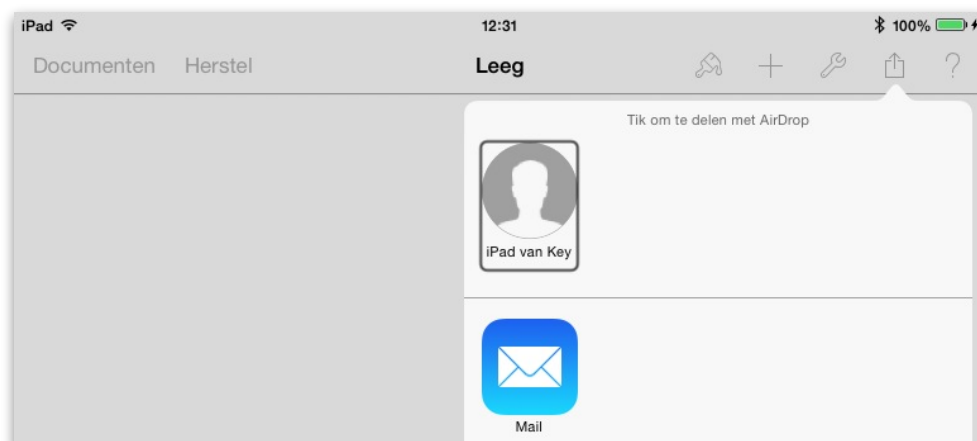 iPad 12:31 100%
Documenten Herstel Leeg ?
Tik om te delen met AirDrop
iPad van Key
Mail